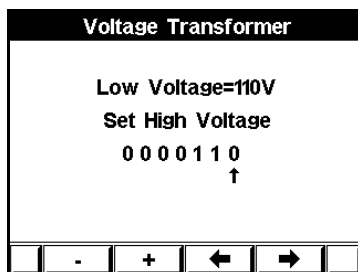 Voltage Transformer
Low Voltage=110V
Set High Voltage
0000110
↑
- + ← →